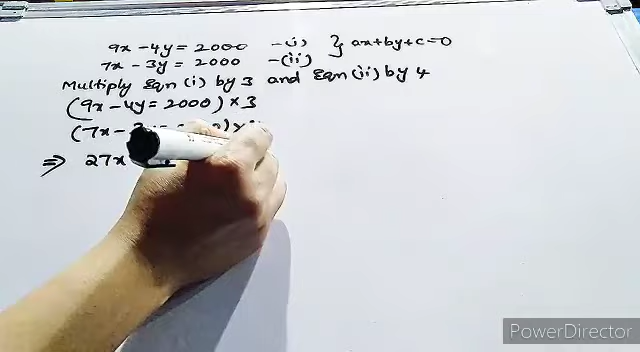 9x - 4y = 2000 - (i) } ax+by+c=0
7x - 3y = 2000 - (ii)
Multiply Eqn (i) by 3 and Eqn (ii) by 4
(9x - 4y = 2000) × 3
(7x -
⇒ 27x
PowerDirector